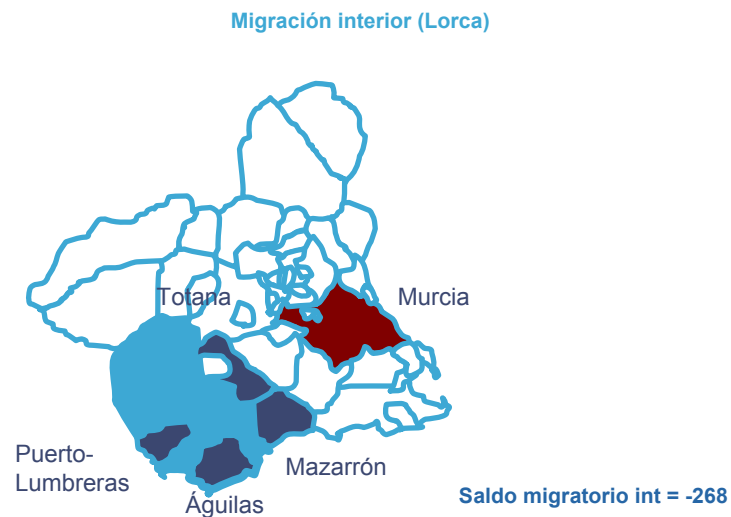 Migración interior (Lorca)
Totana
Murcia
Puerto-
Lumbreras
Mazarrón
Águilas
Saldo migratorio int = -268